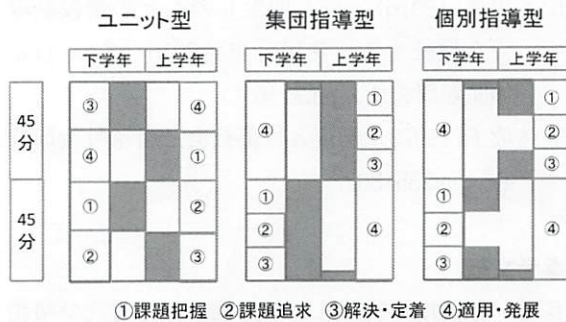 ユニット型 集団指導型 個別指導型
下学年 上学年 下学年 上学年 下学年 上学年
45分
③ ④
④ ①
45分
① ②
② ③
④ ① ② ③
① ② ③ ④
④ ① ② ③
① ② ③ ④
①課題把握 ②課題追求 ③解決・定着 ④適用・発展